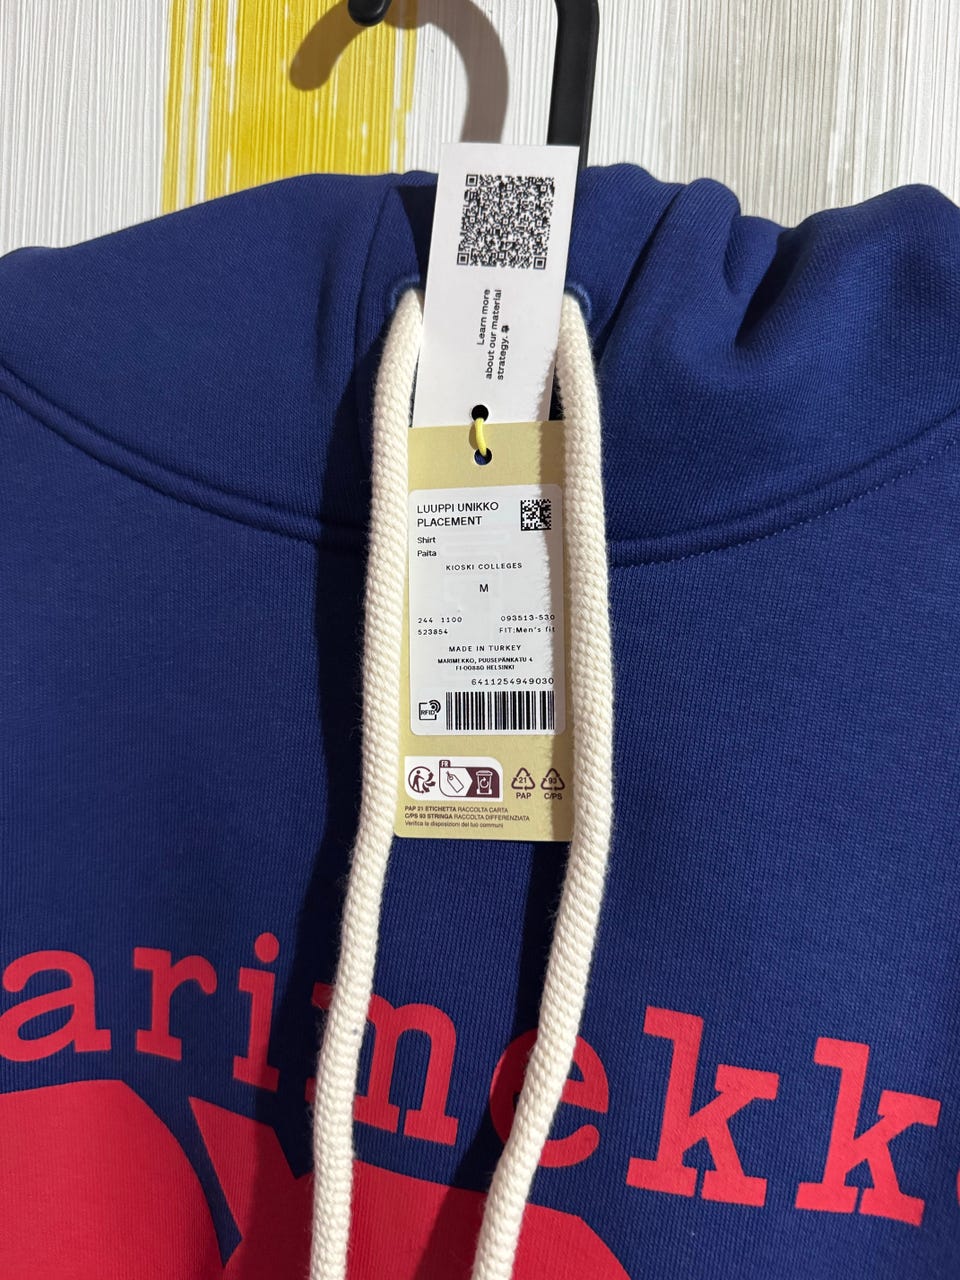 Learn more
about our material
strategy.
LUUPPI UNIKKO
PLACEMENT
Shirt
Paita
KIOSKI COLLEGES
M
244 1100 093513-530
523854 FIT:Men's fit
MADE IN TURKEY
MARIMEKKO, PUUSEPÄNKATU 4
FI-00880 HELSINKI
6411254949030
RFID
FR
21
PAP
93
C/PS
PAP 21 ETICHETTA RACCOLTA CARTA
C/PS 93 STRINGA RACCOLTA DIFFERENZIATA
Verifica le disposizioni del tuo comuni
arimekk